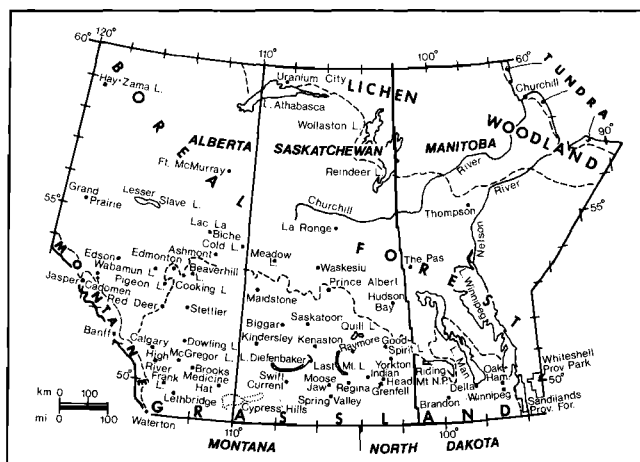 120°
60°
110°
100°
60°
TUNDRA
90°
BOREAL
Hay-Zama L.
Uranium City
LICHEN
Churchill
L. Athabasca
WOODLAND
Wollaston L.
ALBERTA
SASKATCHEWAN
MANITOBA
River
Ft. McMurray
Reindeer L.
River
55°
Grand Prairie
Lesser Slave L.
Churchill
Thompson
55°
Lac La Biche
La Ronge
Nelson
Cold L.
FOREST
MONTANE
Edson
Edmonton
Ashmont
Meadow L.
Waskesiu
The Pas
Wabamun L.
Beaverhill L.
Jasper
Cadomen
Pigeon L.
Cooking L.
Prince Albert
L. Winnipeg
Red Deer
Stettler
Maidstone
Hudson Bay
Biggar
Saskatoon
Quill L.
Banff
Calgary
Dowling L.
Kindersley
Kenaston
Raymore
Good Spirit L.
L. Man.
Whiteshell Prov Park
High River
McGregor L.
L. Diefenbaker
Last Mt. L.
Yorkton
Riding Mt N.P.
Oak Ham.
50°
Brooks
Swift Current
Moose Jaw
Regina
Indian Head
Delta
50°
Frank
Medicine Hat
Grenfell
Winnipeg
km 0 100
Lethbridge
Spring Valley
Brandon
Sandilands Prov. For.
mi 0 100
Cypress Hills
Waterton
GRASSLAND
110°
100°
MONTANA
NORTH DAKOTA